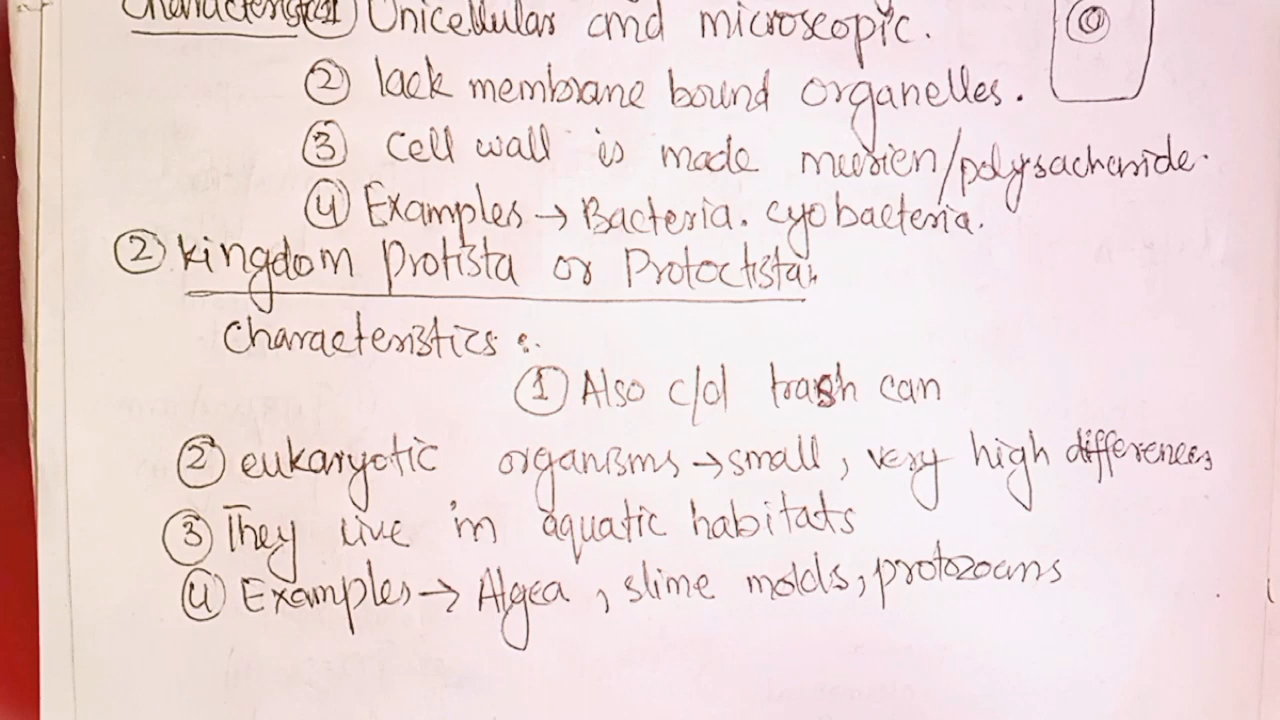 Characteristics ① Unicellular and microscopic.
② lack membrane bound organelles.
③ cell wall is made murien/polysacharide.
④ Examples → Bacteria. cyobacteria.
② kingdom Protista or Protoctista.
Characteristics :.
① Also c/d trash can
② eukaryotic organisms → small, very high differences
③ They live in aquatic habitats
④ Examples → Algea, slime molds, protozoans